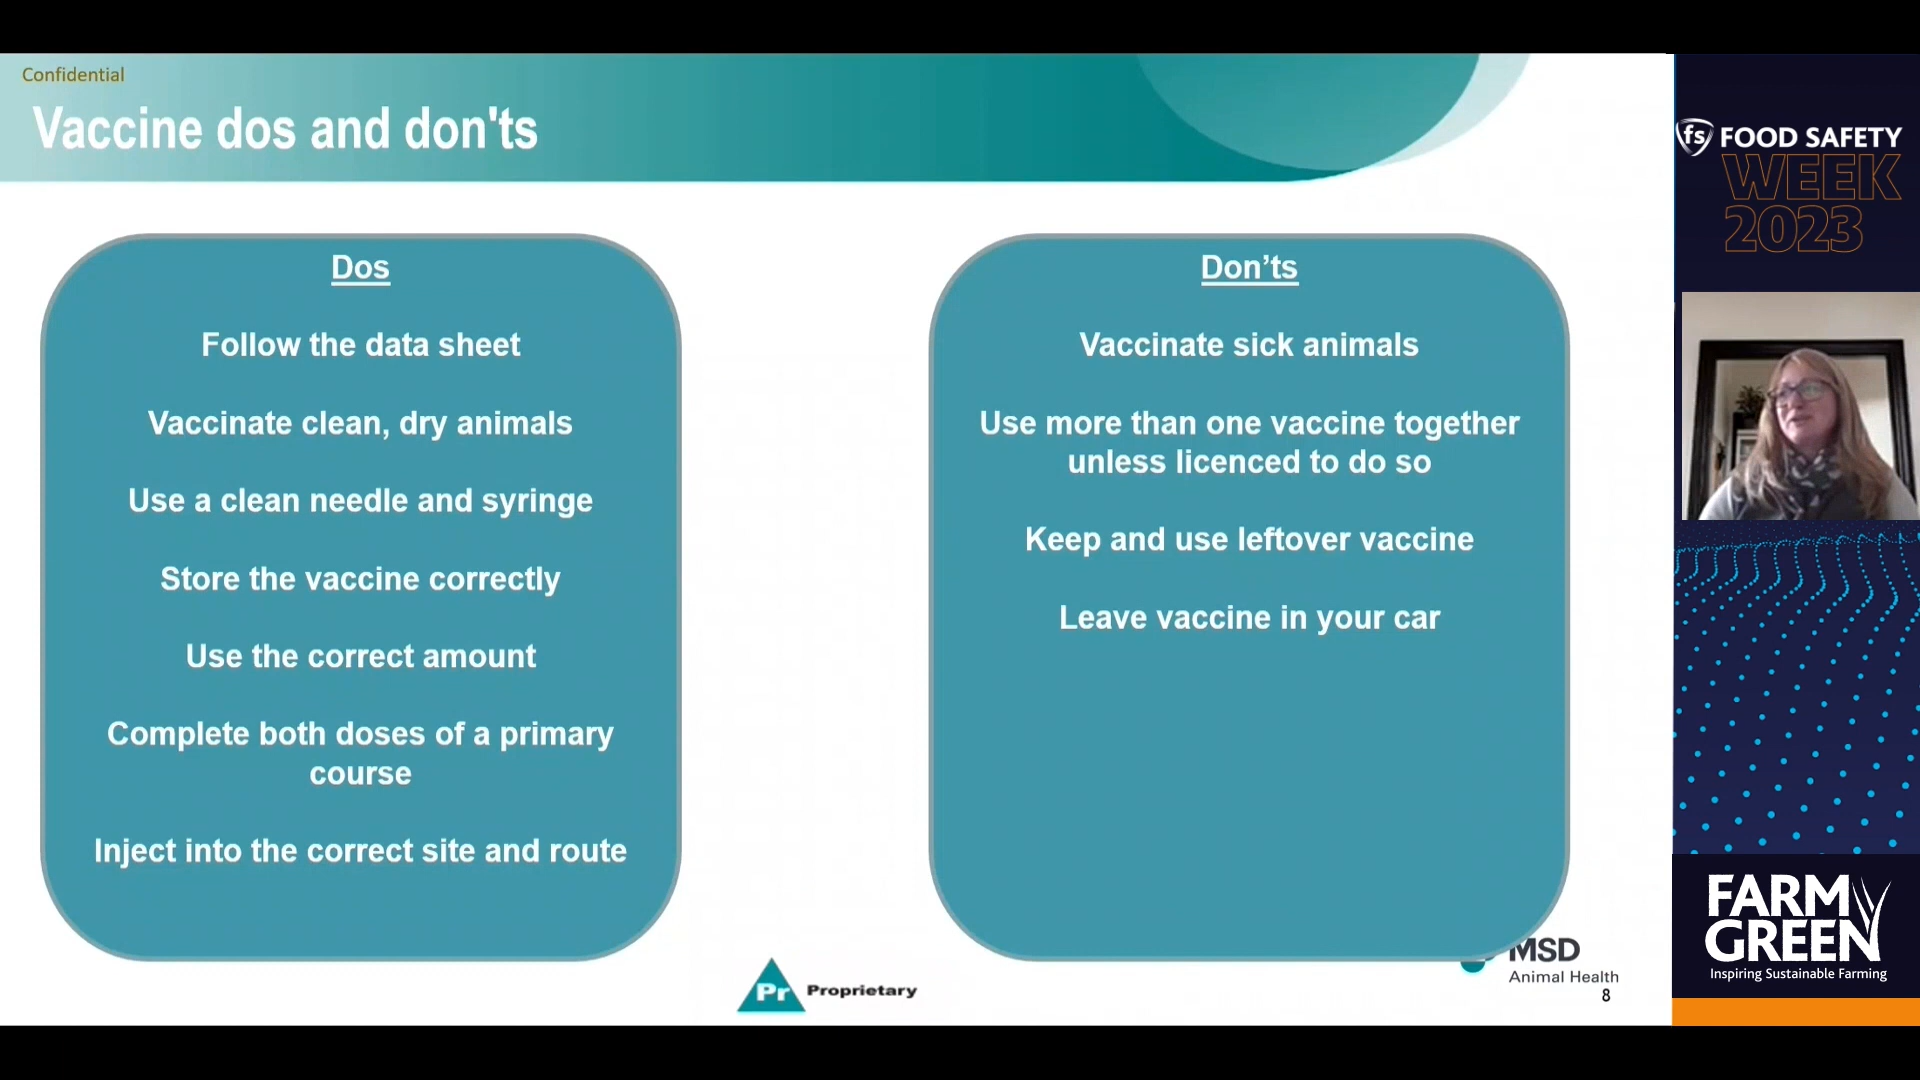 Confidential
Vaccine dos and don'ts
Dos
Follow the data sheet
Vaccinate clean, dry animals
Use a clean needle and syringe
Store the vaccine correctly
Use the correct amount
Complete both doses of a primary
course
Inject into the correct site and route
Don’ts
Vaccinate sick animals
Use more than one vaccine together
unless licenced to do so
Keep and use leftover vaccine
Leave vaccine in your car
Pr Proprietary
MSD
Animal Health
8
fs FOOD SAFETY
WEEK
2023
FARM
GREEN
Inspiring Sustainable Farming